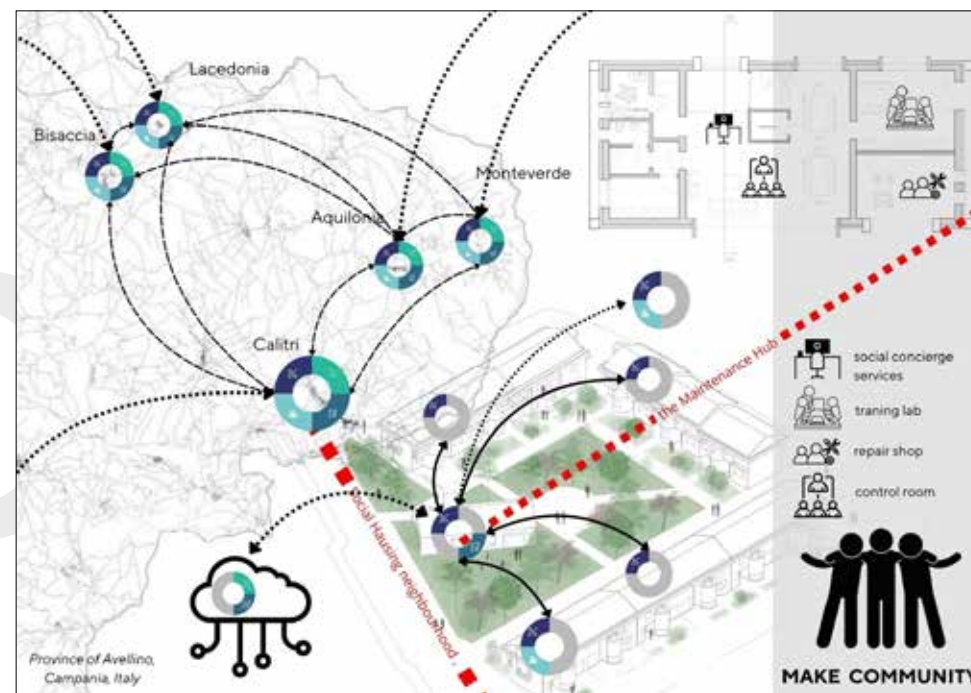 Lacedonia
Bisaccia
Monteverde
Aquilonia
Calitri
the Maintenance Hub
social concierge
services
traning lab
repair shop
control room
Social Hausing neighbourhood
Province of Avellino,
Campania, Italy
MAKE COMMUNITY